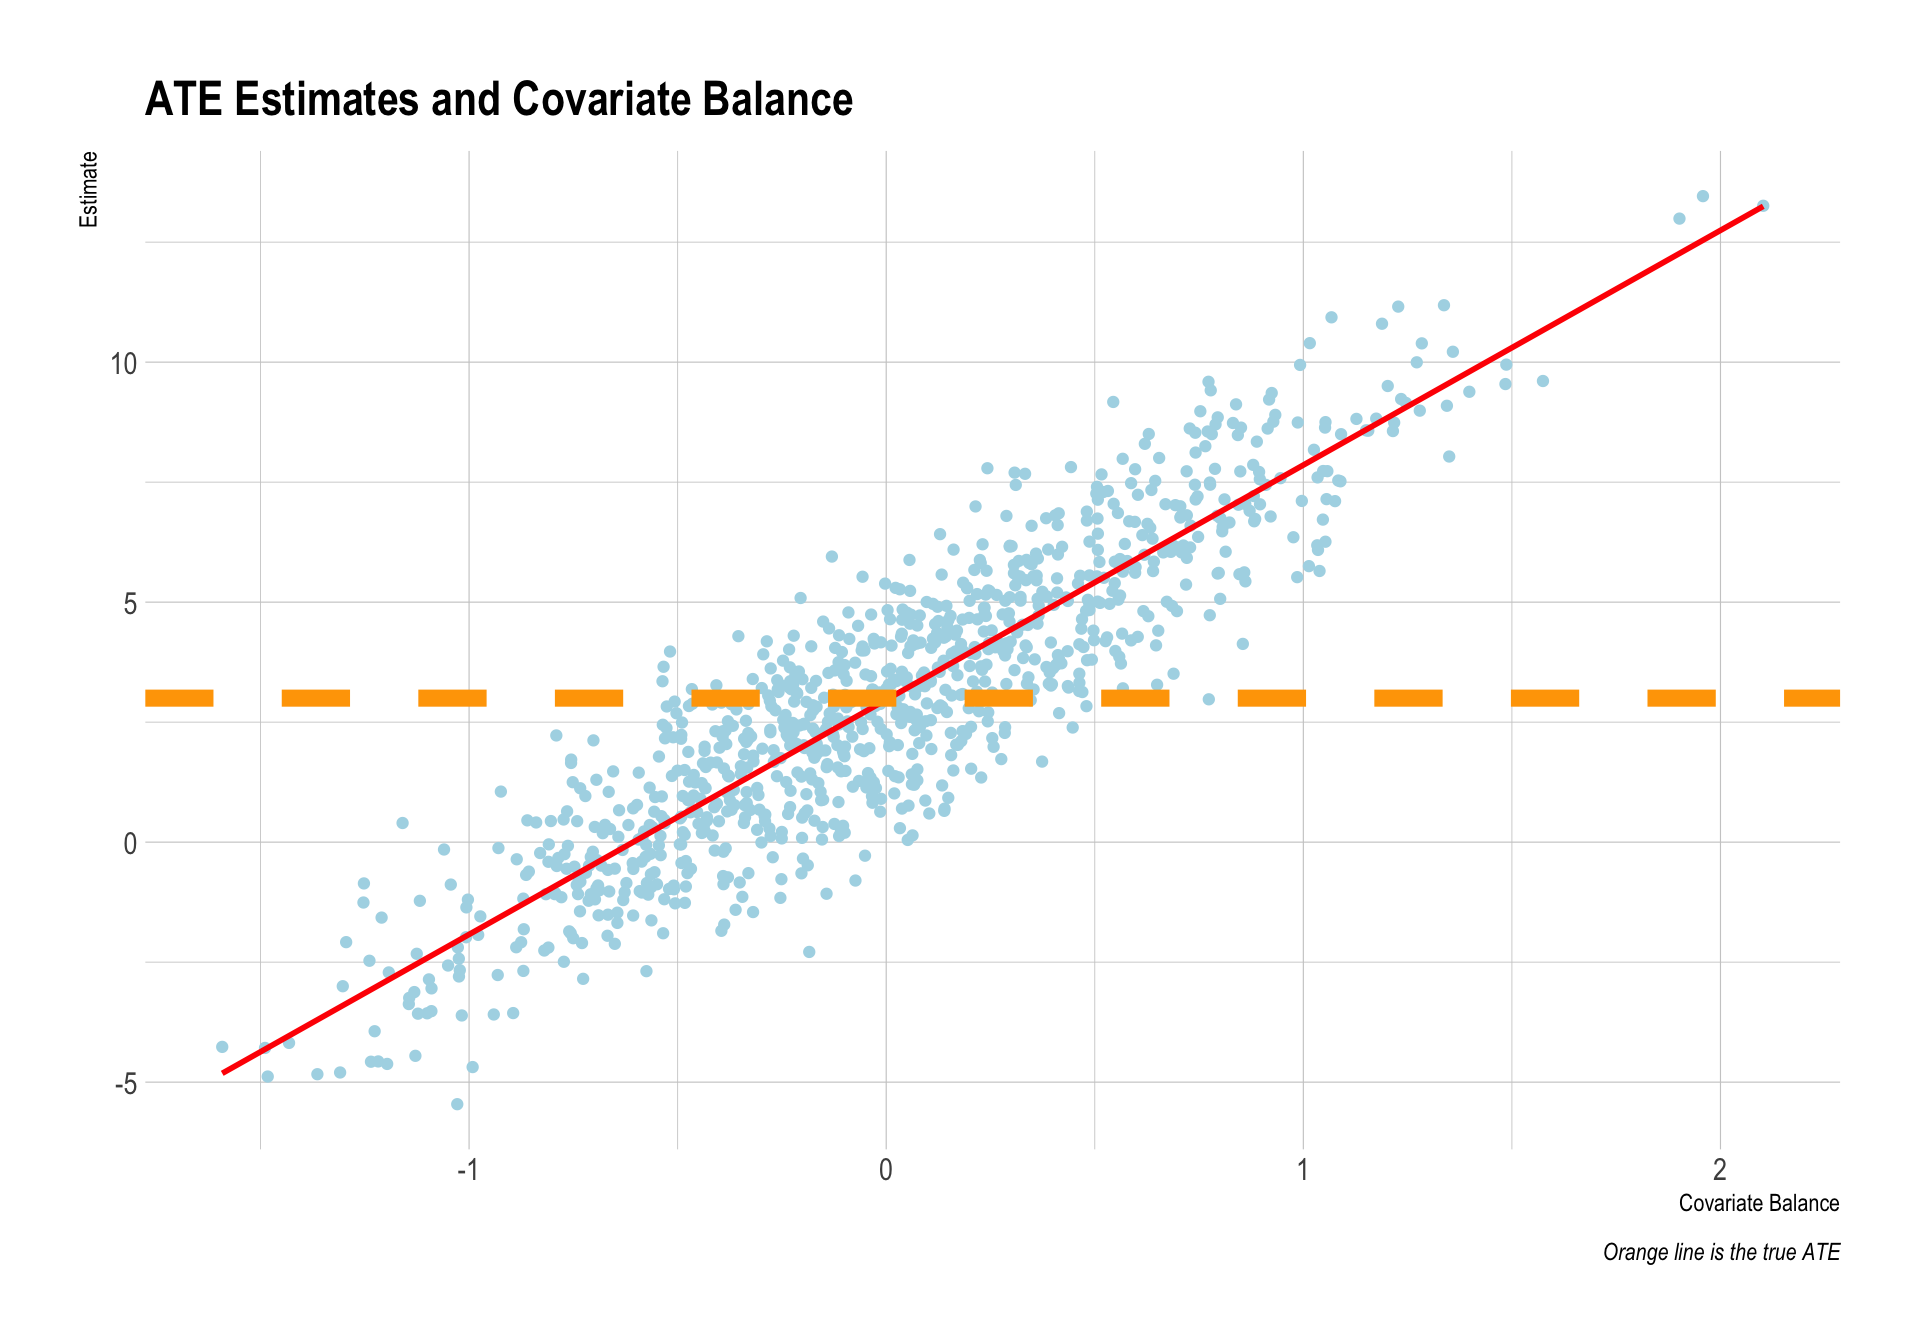 ATE Estimates and Covariate Balance
Estimate
10
5
0
-5
-1
0
1
2
Covariate Balance
Orange line is the true ATE